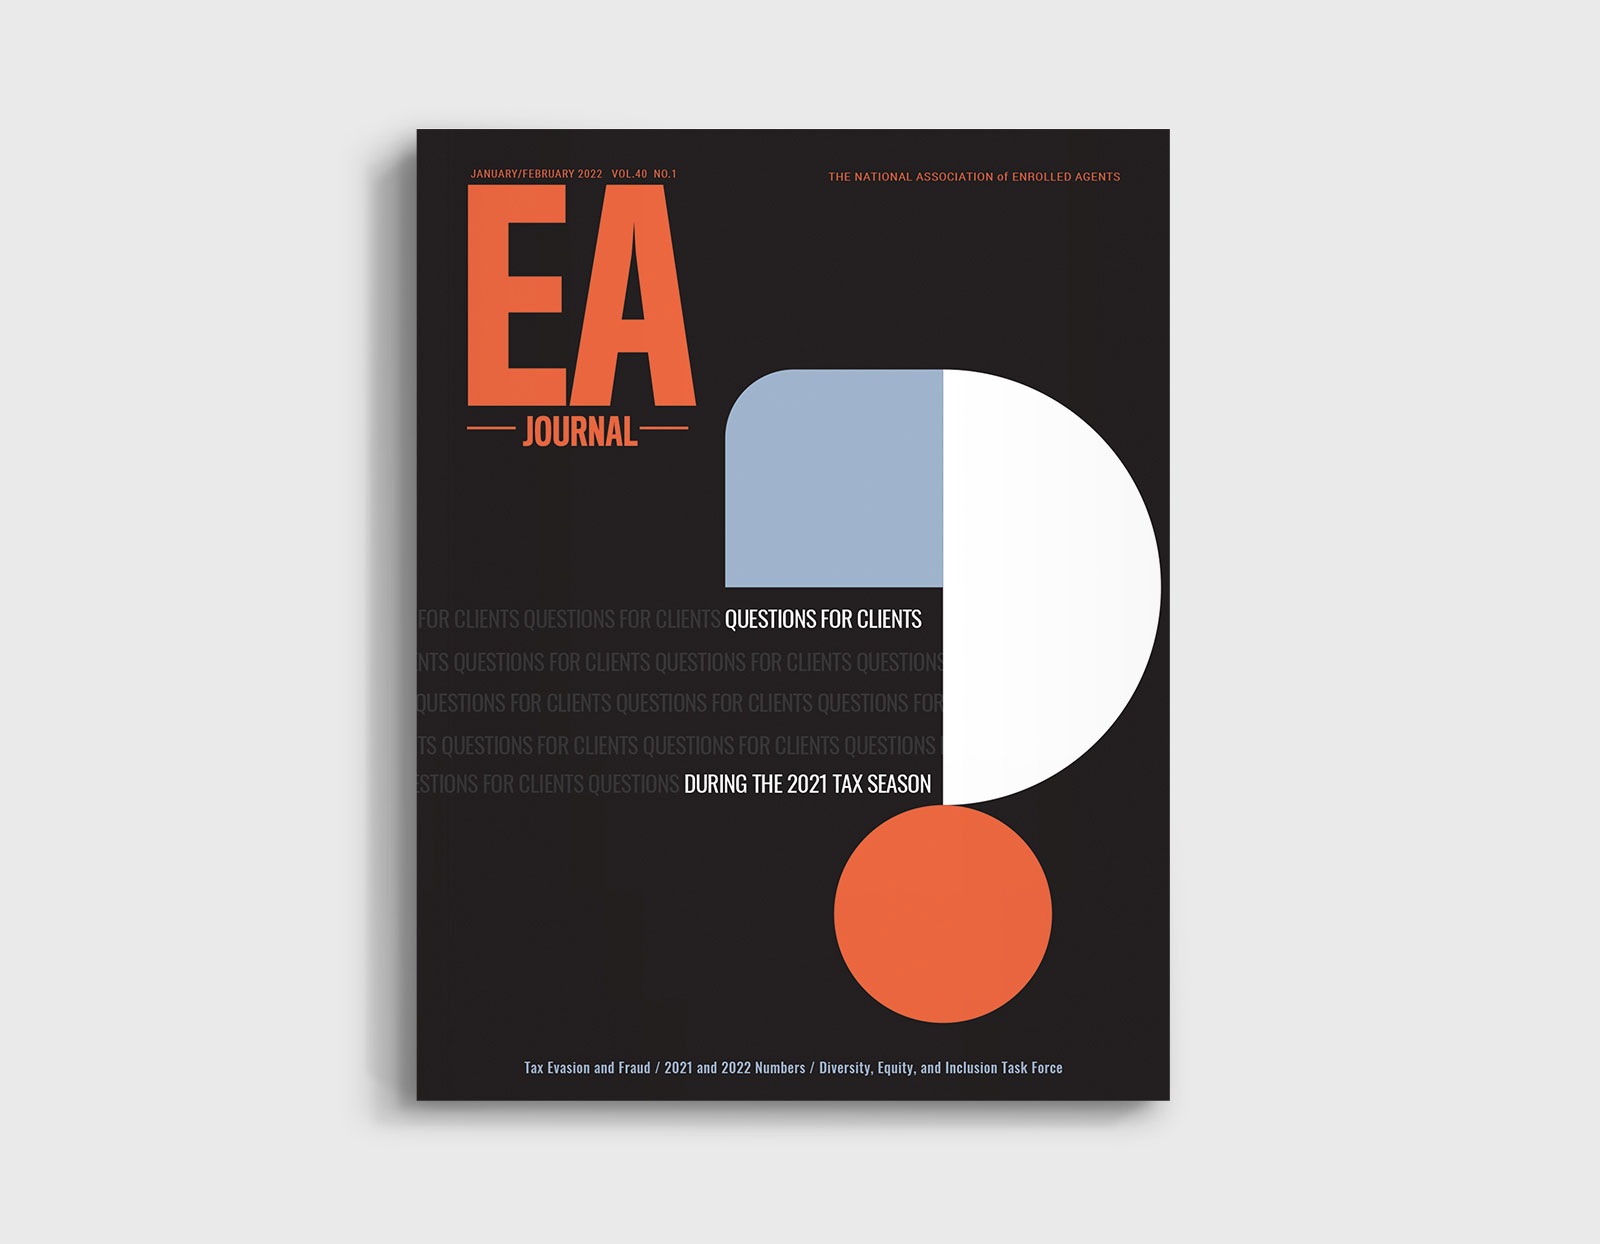 JANUARY/FEBRUARY 2022 VOL.40 NO.1
THE NATIONAL ASSOCIATION of ENROLLED AGENTS
EA
JOURNAL
FOR CLIENTS QUESTIONS FOR CLIENTS QUESTIONS FOR CLIENTS
NTS QUESTIONS FOR CLIENTS QUESTIONS FOR CLIENTS QUESTIONS
QUESTIONS FOR CLIENTS QUESTIONS FOR CLIENTS QUESTIONS FOR
TS QUESTIONS FOR CLIENTS QUESTIONS FOR CLIENTS QUESTIONS
ESTIONS FOR CLIENTS QUESTIONS DURING THE 2021 TAX SEASON
Tax Evasion and Fraud / 2021 and 2022 Numbers / Diversity, Equity, and Inclusion Task Force